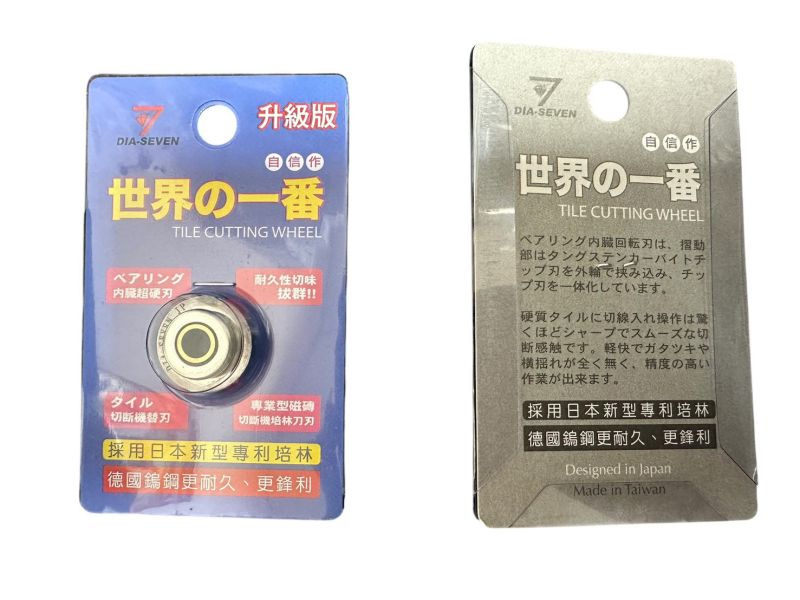 DIA-SEVEN
升級版
自信作
世界の一番
TILE CUTTING WHEEL
ベアリング
内臓超硬刃
耐久性切味
抜群!!
DIA-SEVEN JP
タイル
切断機替刃
專業型磁磚
切斷機培林刀刃
採用日本新型專利培林
德國鎢鋼更耐久、更鋒利
DIA-SEVEN
自信作
世界の一番
TILE CUTTING WHEEL
ベアリング内臓回転刃は、摺動
部はタングステンカーバイトチ
ップ刃を外輪で挟み込み、チッ
プ刃を一体化しています。
硬質タイルに切線入れ操作は驚
くほどシャープでスムーズな切
断感触です。軽快でガタツキや
横揺れが全く無く、精度の高い
作業が出来ます。
採用日本新型專利培林
德國鎢鋼更耐久、更鋒利
Designed in Japan
Made in Taiwan